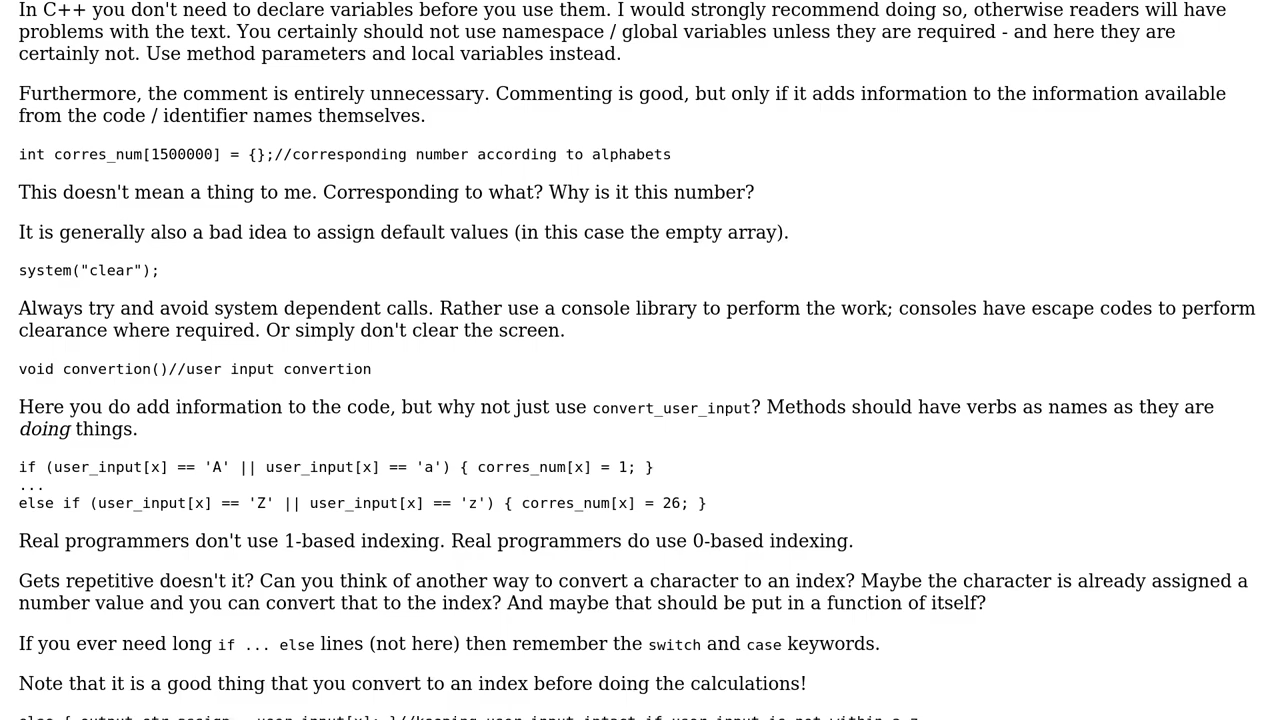 In C++ you don't need to declare variables before you use them. I would strongly recommend doing so, otherwise readers will have
problems with the text. You certainly should not use namespace / global variables unless they are required - and here they are
certainly not. Use method parameters and local variables instead.
Furthermore, the comment is entirely unnecessary. Commenting is good, but only if it adds information to the information available
from the code / identifier names themselves.
int corres_num[1500000] = {};//corresponding number according to alphabets
This doesn't mean a thing to me. Corresponding to what? Why is it this number?
It is generally also a bad idea to assign default values (in this case the empty array).
system("clear");
Always try and avoid system dependent calls. Rather use a console library to perform the work; consoles have escape codes to perform
clearance where required. Or simply don't clear the screen.
void convertion()//user input convertion
Here you do add information to the code, but why not just use convert_user_input? Methods should have verbs as names as they are
doing things.
if (user_input[x] == 'A' || user_input[x] == 'a') { corres_num[x] = 1; }
...
else if (user_input[x] == 'Z' || user_input[x] == 'z') { corres_num[x] = 26; }
Real programmers don't use 1-based indexing. Real programmers do use 0-based indexing.
Gets repetitive doesn't it? Can you think of another way to convert a character to an index? Maybe the character is already assigned a
number value and you can convert that to the index? And maybe that should be put in a function of itself?
If you ever need long if ... else lines (not here) then remember the switch and case keywords.
Note that it is a good thing that you convert to an index before doing the calculations!